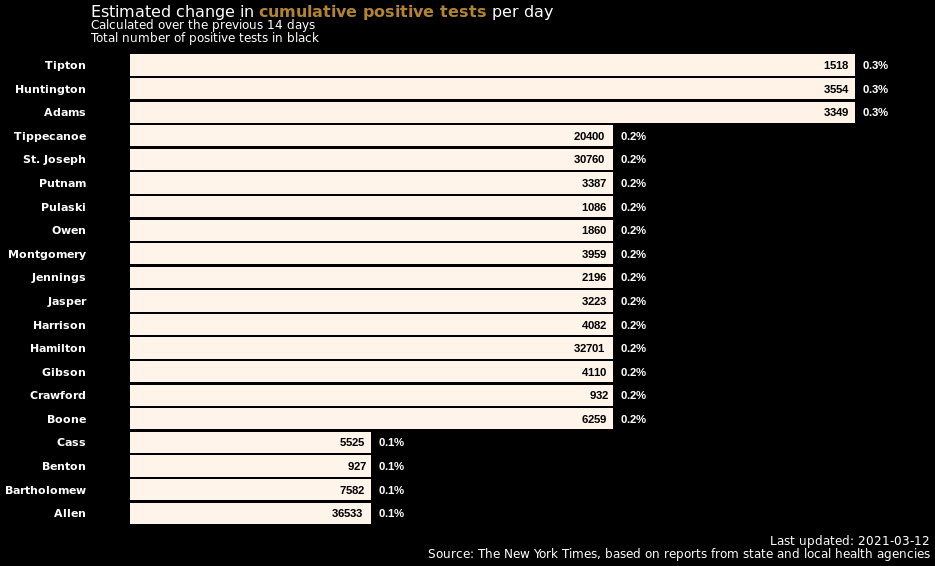 Estimated change in cumulative positive tests per day
Calculated over the previous 14 days
Total number of positive tests in black
Tipton 1518 0.3%
Huntington 3554 0.3%
Adams 3349 0.3%
Tippecanoe 20400 0.2%
St. Joseph 30760 0.2%
Putnam 3387 0.2%
Pulaski 1086 0.2%
Owen 1860 0.2%
Montgomery 3959 0.2%
Jennings 2196 0.2%
Jasper 3223 0.2%
Harrison 4082 0.2%
Hamilton 32701 0.2%
Gibson 4110 0.2%
Crawford 932 0.2%
Boone 6259 0.2%
Cass 5525 0.1%
Benton 927 0.1%
Bartholomew 7582 0.1%
Allen 36533 0.1%
Last updated: 2021-03-12
Source: The New York Times, based on reports from state and local health agencies